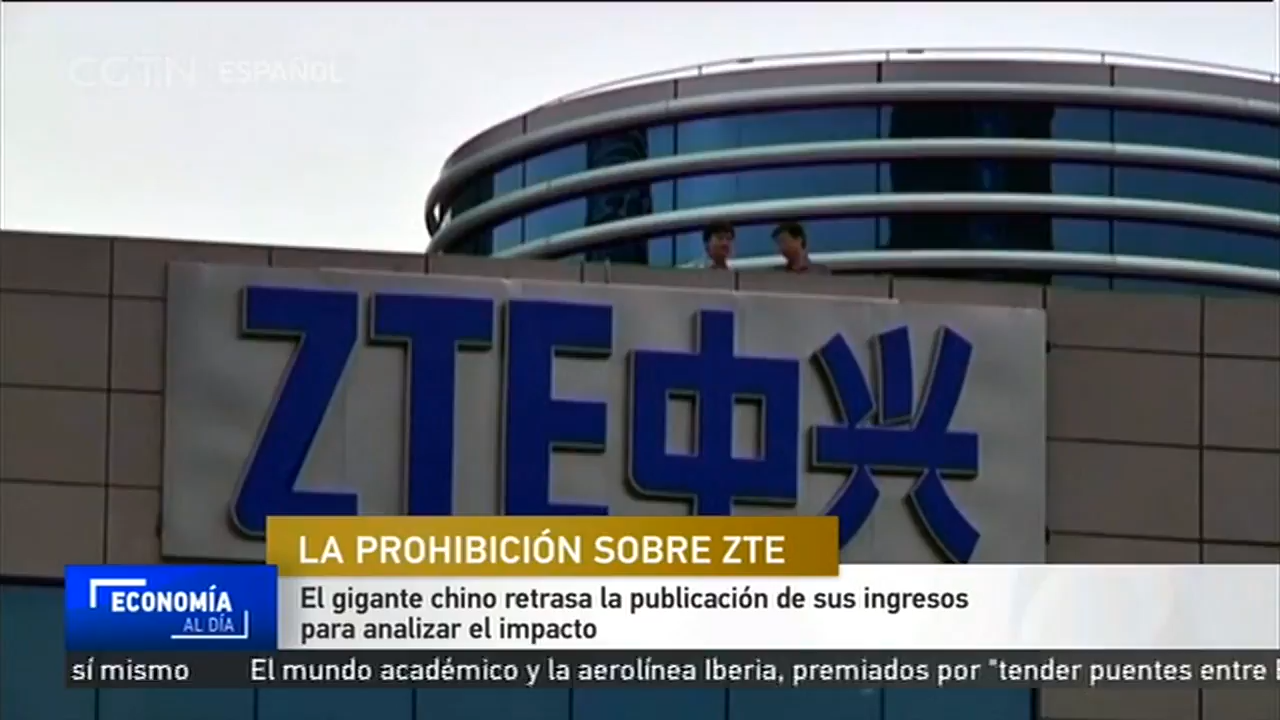 CGTN ESPAÑOL
ZTE中兴
LA PROHIBICIÓN SOBRE ZTE
El gigante chino retrasa la publicación de sus ingresos
para analizar el impacto
ECONOMÍA
AL DÍA
sí mismo El mundo académico y la aerolínea Iberia, premiados por "tender puentes entre